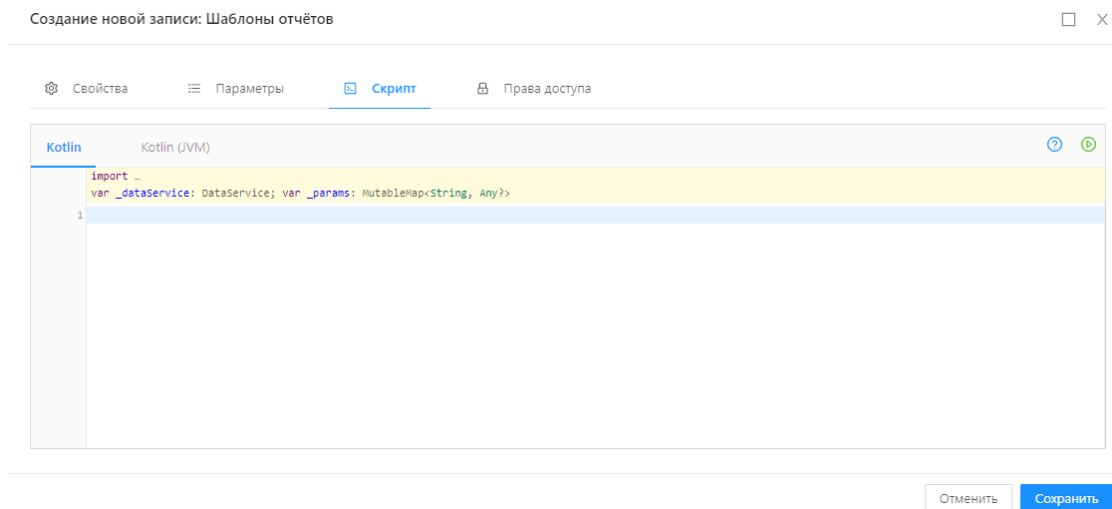 Создание новой записи: Шаблоны отчётов
Свойства
Параметры
Скрипт
Права доступа
Kotlin
Kotlin (JVM)
import …
var _dataService: DataService; var _params: MutableMap<String, Any?>
1
Отменить
Сохранить